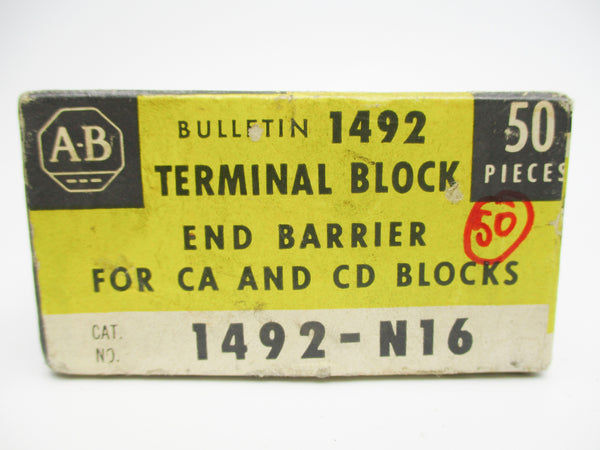 A-B
BULLETIN 1492
50
PIECES
TERMINAL BLOCK
50
END BARRIER
FOR CA AND CD BLOCKS
CAT.
NO.
1492-N16